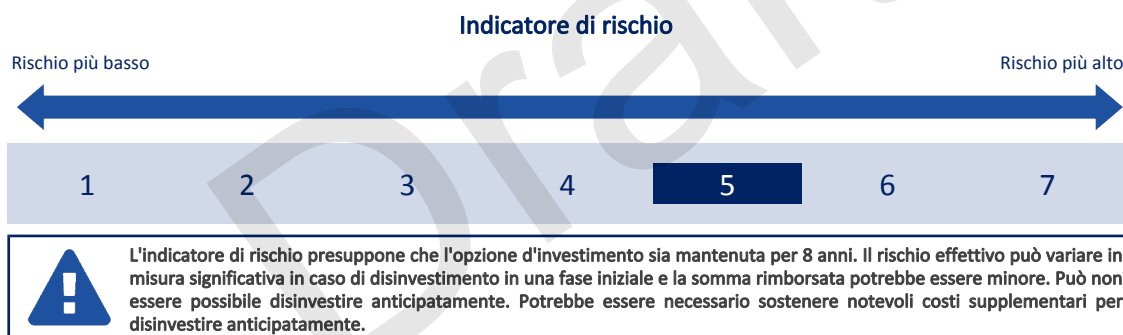 Indicatore di rischio
Rischio più basso
Rischio più alto
1 2 3 4 5 6 7
L'indicatore di rischio presuppone che l'opzione d'investimento sia mantenuta per 8 anni. Il rischio effettivo può variare in
misura significativa in caso di disinvestimento in una fase iniziale e la somma rimborsata potrebbe essere minore. Può non
essere possibile disinvestire anticipatamente. Potrebbe essere necessario sostenere notevoli costi supplementari per
disinvestire anticipatamente.